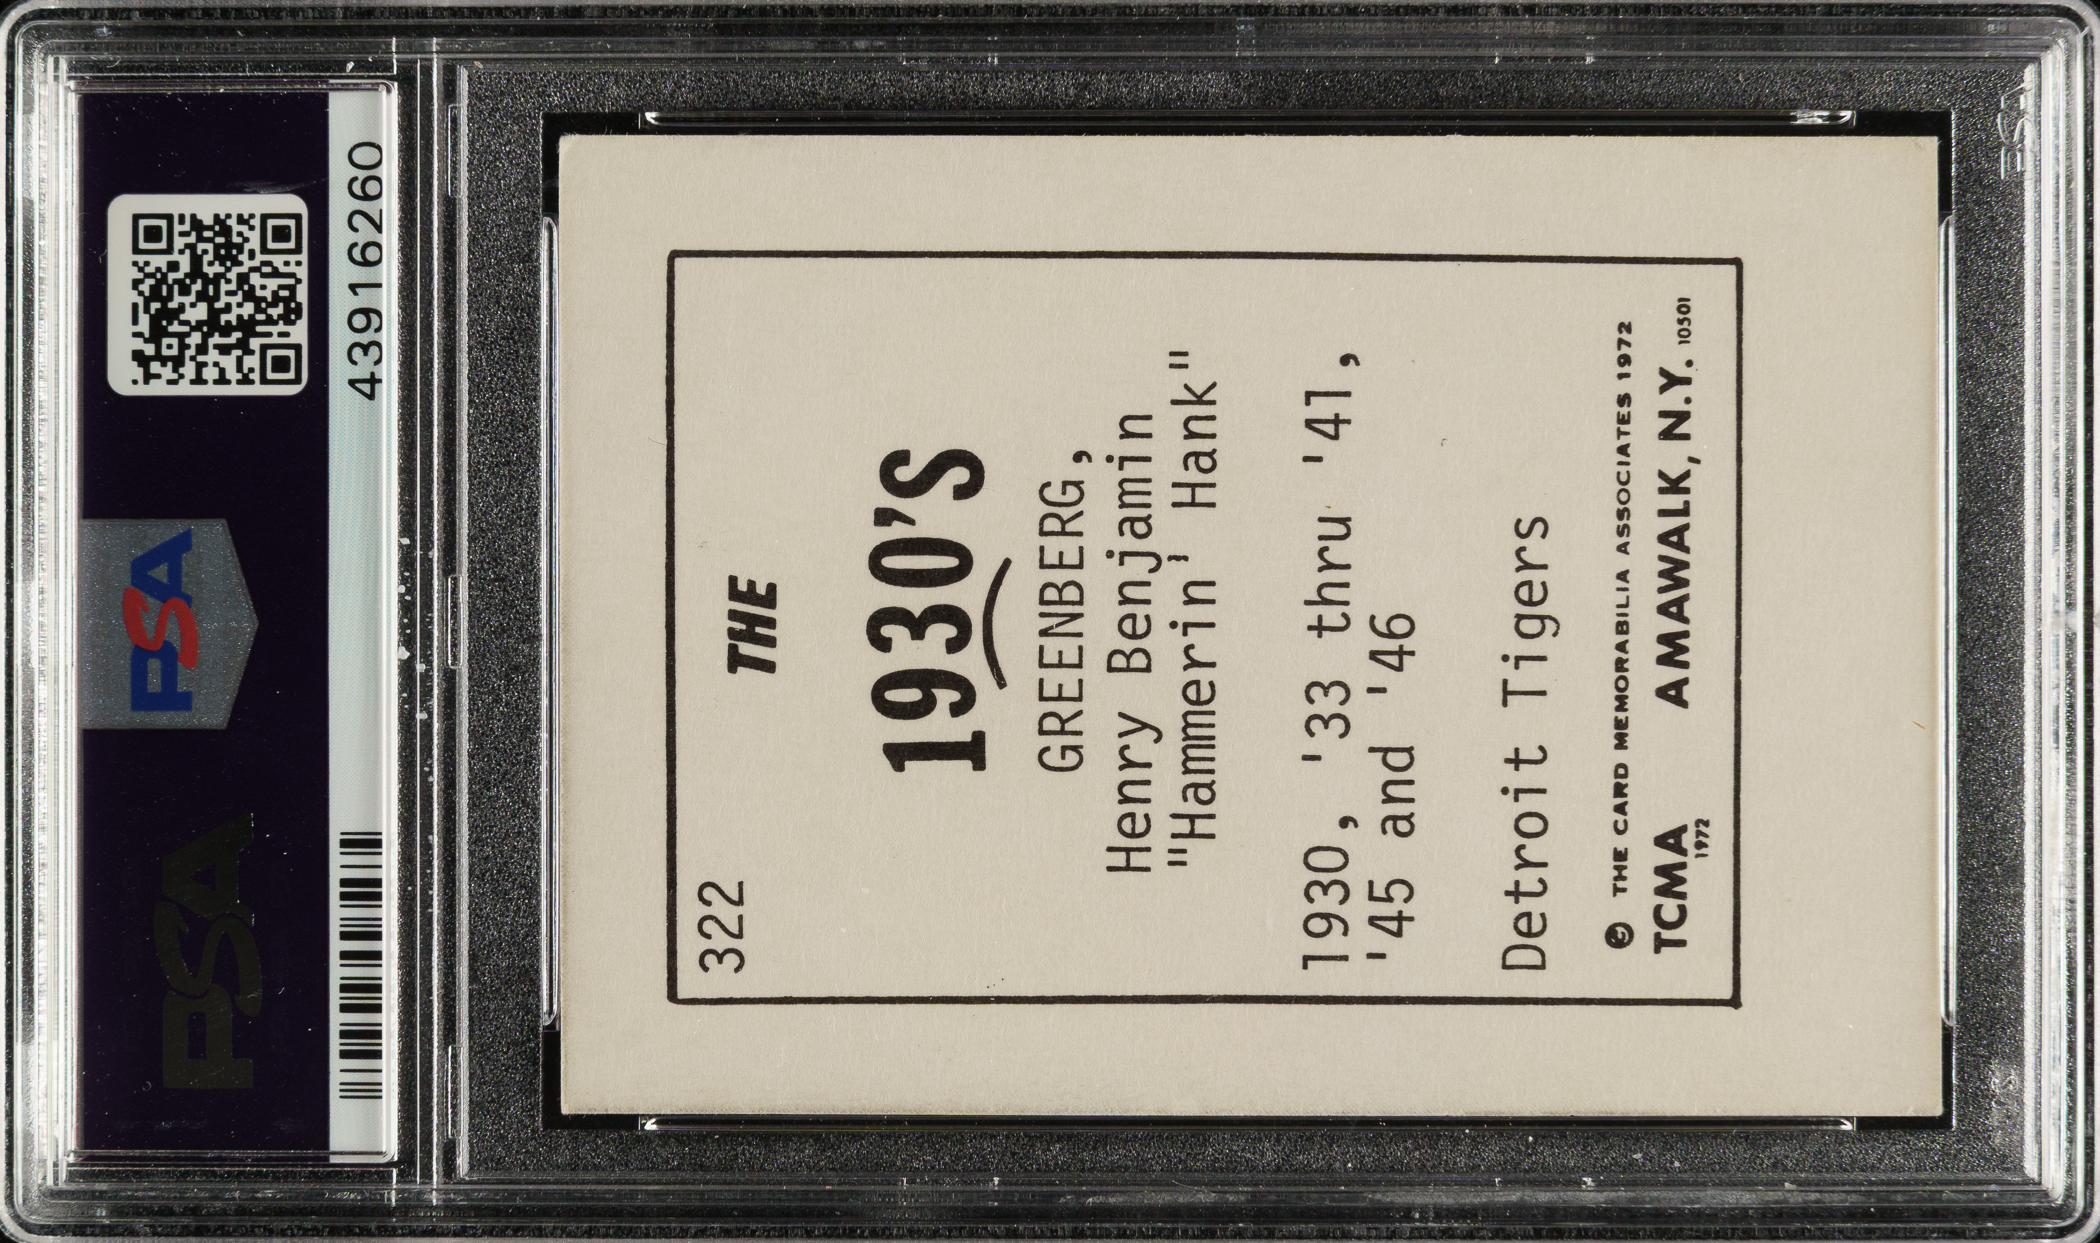 PSA
PSA
43916260
322
THE
1930'S
GREENBERG,
Henry Benjamin
"Hammerin' Hank"
1930, '33 thru '41,
'45 and '46
Detroit Tigers
© THE CARD MEMORABILIA ASSOCIATES 1972
TCMA AMAWALK, N.Y. 10501
1972